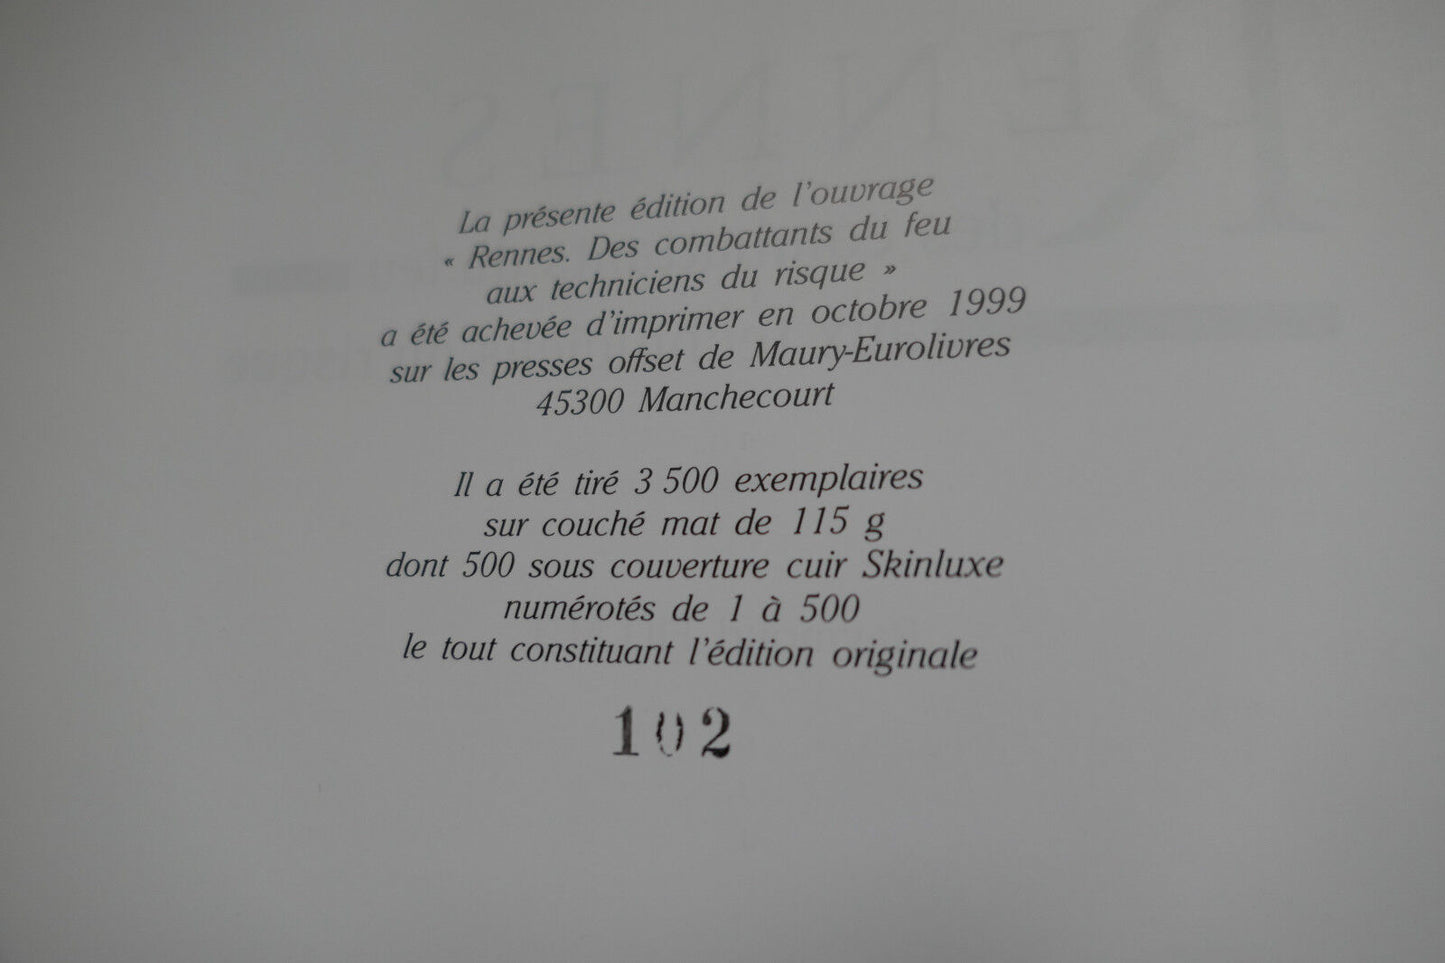 La présente édition de l'ouvrage
« Rennes. Des combattants du feu
aux techniciens du risque »
a été achevée d'imprimer en octobre 1999
sur les presses offset de Maury-Eurolivres
45300 Manchecourt
Il a été tiré 3 500 exemplaires
sur couché mat de 115 g
dont 500 sous couverture cuir Skinluxe
numérotés de 1 à 500
le tout constituant l'édition originale
102
RENNES